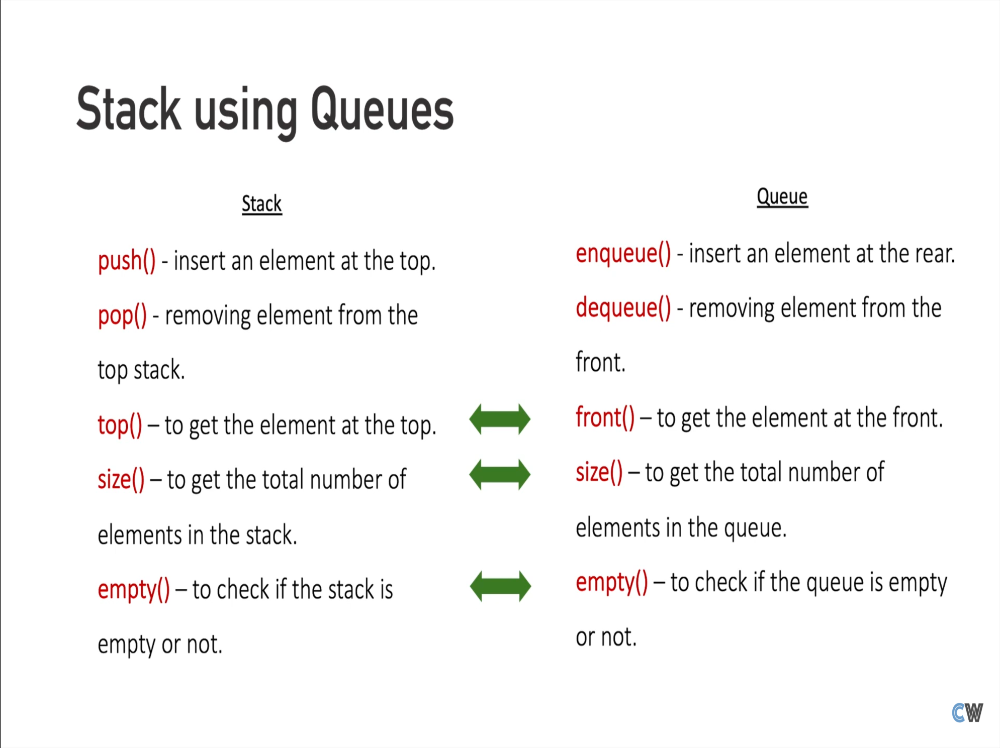 Stack using Queues
Stack
push() - insert an element at the top.
pop() - removing element from the
top stack.
top() – to get the element at the top.
size() – to get the total number of
elements in the stack.
empty() – to check if the stack is
empty or not.
Queue
enqueue() - insert an element at the rear.
dequeue() - removing element from the
front.
front() – to get the element at the front.
size() – to get the total number of
elements in the queue.
empty() – to check if the queue is empty
or not.
CW